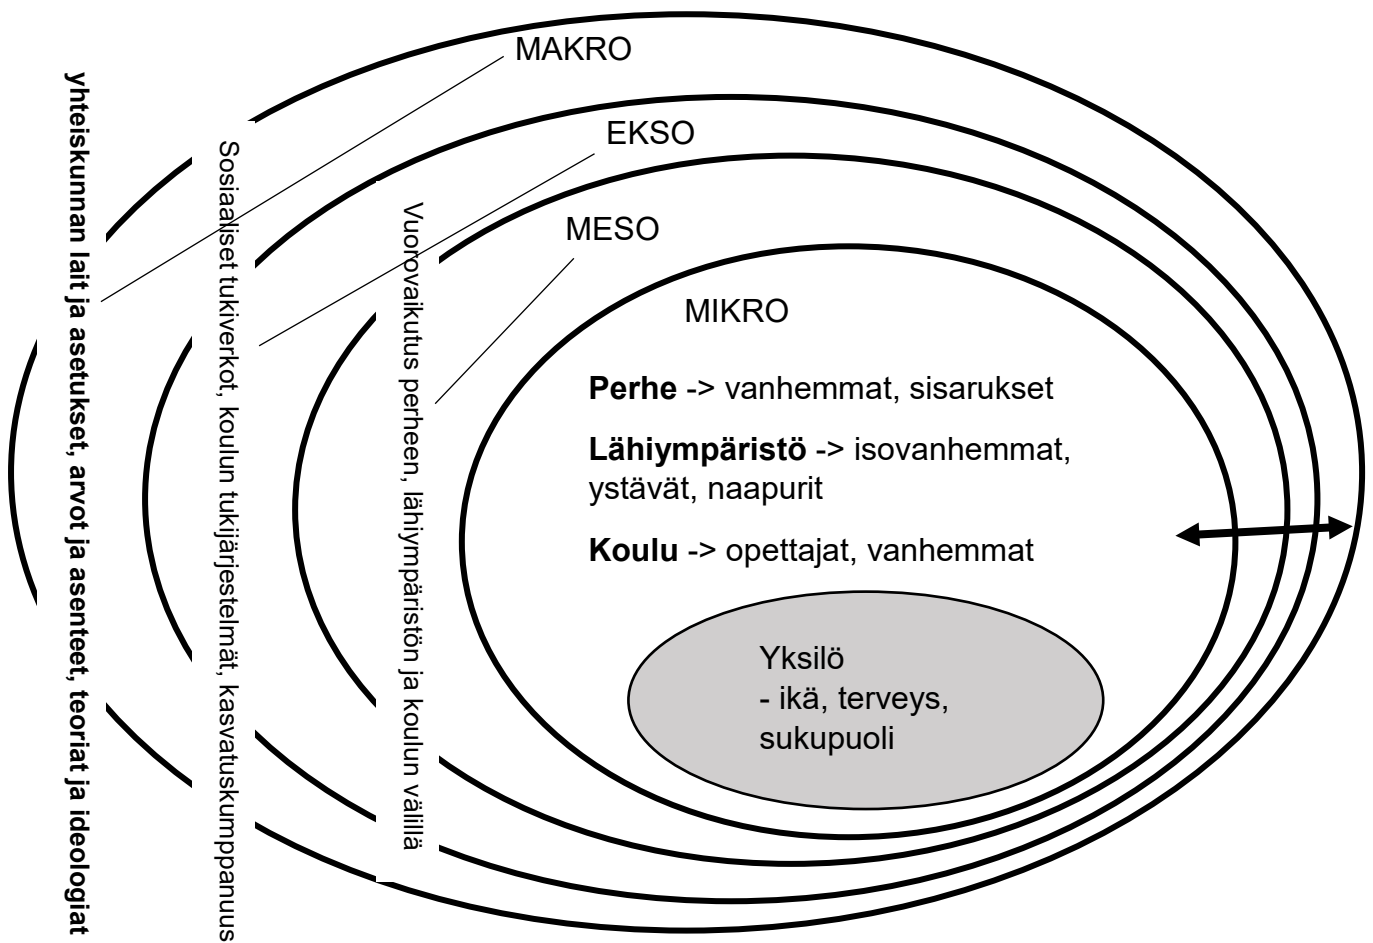 MAKRO
EKSO
MESO
MIKRO
Perhe -> vanhemmat, sisarukset
Lähiympäristö -> isovanhemmat,
ystävät, naapurit
Koulu -> opettajat, vanhemmat
Yksilö
- ikä, terveys,
sukupuoli
yhteiskunnan lait ja asetukset, arvot ja asenteet, teoriat ja ideologiat
Sosiaaliset tukiverkot, koulun tukijärjestelmät, kasvatuskumppanuus
Vuorovaikutus perheen, lähiympäristön ja koulun välillä